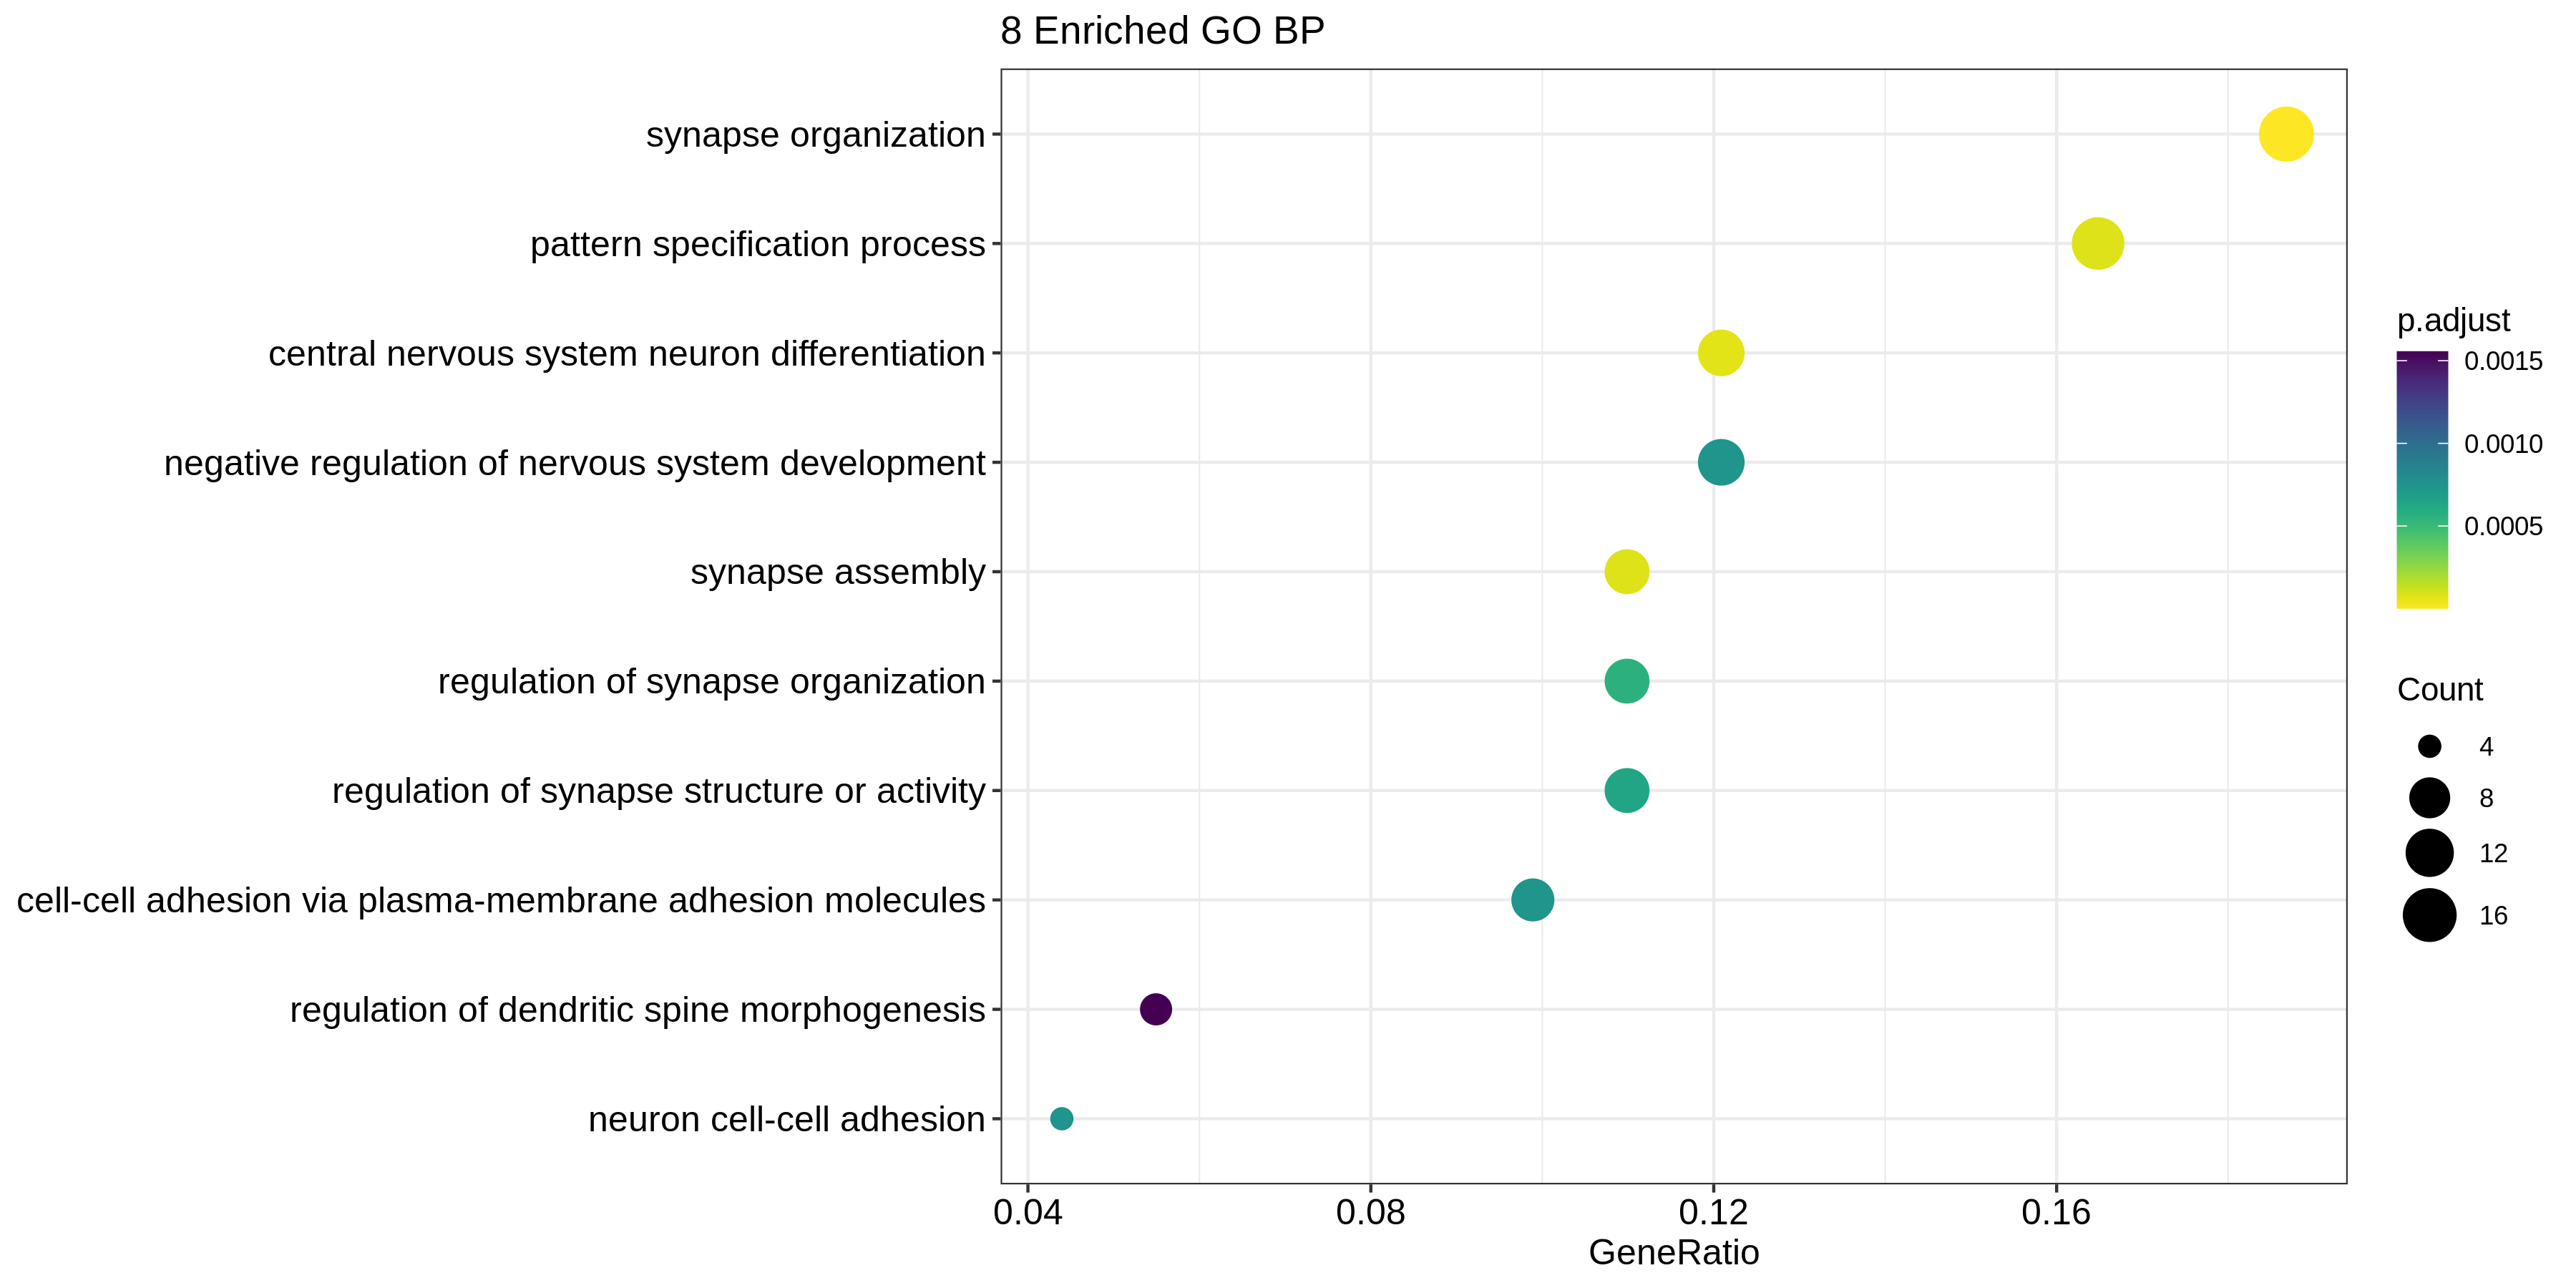 8 Enriched GO BP
synapse organization
pattern specification process
central nervous system neuron differentiation
negative regulation of nervous system development
synapse assembly
regulation of synapse organization
regulation of synapse structure or activity
cell-cell adhesion via plasma-membrane adhesion molecules
regulation of dendritic spine morphogenesis
neuron cell-cell adhesion
0.04 0.08 0.12 0.16
GeneRatio
p.adjust
0.0015
0.0010
0.0005
Count
4
8
12
16